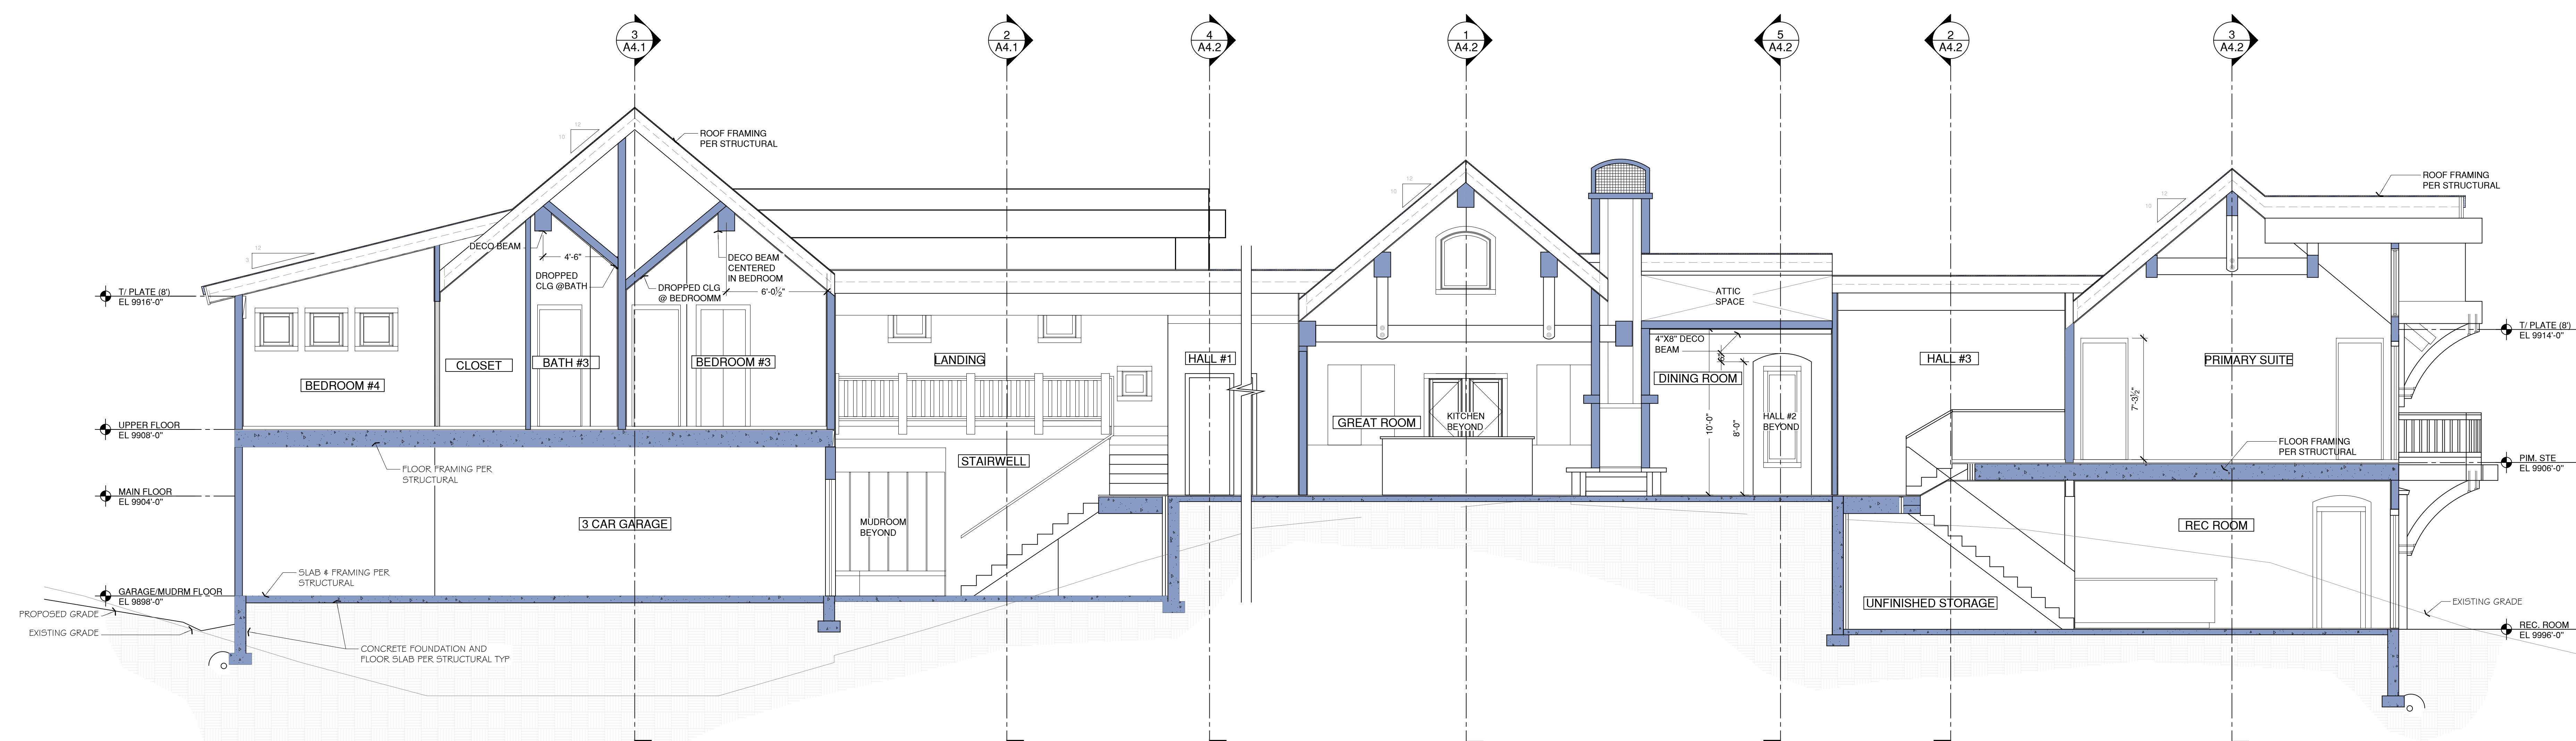 3
A4.1
2
A4.1
4
A4.2
1
A4.2
5
A4.2
2
A4.2
3
A4.2
12
10
ROOF FRAMING
PER STRUCTURAL
12
10
12
10
ROOF FRAMING
PER STRUCTURAL
12
3
DECO BEAM
4'-6"
DROPPED
CLG @BATH
DECO BEAM
CENTERED
IN BEDROOM
6'-0½"
DROPPED CLG
@ BEDROOMM
ATTIC
SPACE
T/ PLATE (8')
EL 9916'-0"
T/ PLATE (8')
EL 9914'-0"
BEDROOM #4
CLOSET
BATH #3
BEDROOM #3
LANDING
HALL #1
4"X8" DECO
BEAM
DINING ROOM
10'-0"
8'-0"
HALL #2
BEYOND
HALL #3
PRIMARY SUITE
7'-3½"
GREAT ROOM
KITCHEN
BEYOND
UPPER FLOOR
EL 9908'-0"
FLOOR FRAMING PER
STRUCTURAL
STAIRWELL
FLOOR FRAMING
PER STRUCTURAL
PIM. STE
EL 9906'-0"
MAIN FLOOR
EL 9904'-0"
3 CAR GARAGE
MUDROOM
BEYOND
REC ROOM
SLAB & FRAMING PER
STRUCTURAL
GARAGE/MUDRM FLOOR
EL 9898'-0"
PROPOSED GRADE
EXISTING GRADE
CONCRETE FOUNDATION AND
FLOOR SLAB PER STRUCTURAL TYP
UNFINISHED STORAGE
EXISTING GRADE
REC. ROOM
EL 9996'-0"